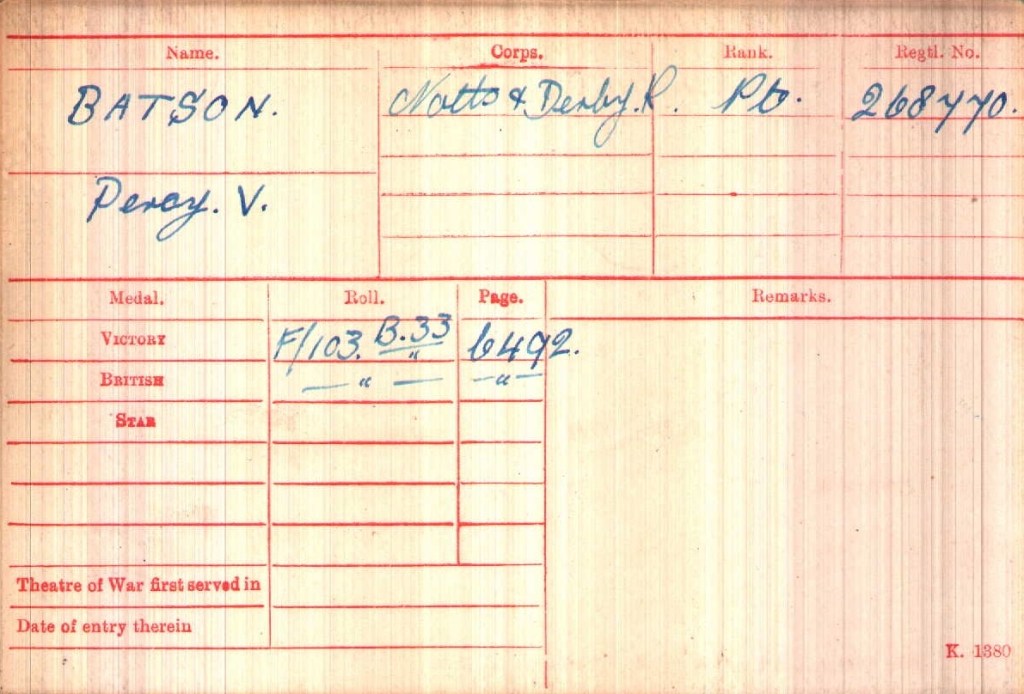 Name. Corps. Rank. Regtl. No.
BATSON. Notts & Derby. R. Pte. 268770.
Percy. V.
Medal. Roll. Page. Remarks.
VICTORY F/103. B.33 6492.
BRITISH — " — " — " —
STAR
Theatre of War first served in
Date of entry therein
K. 1380